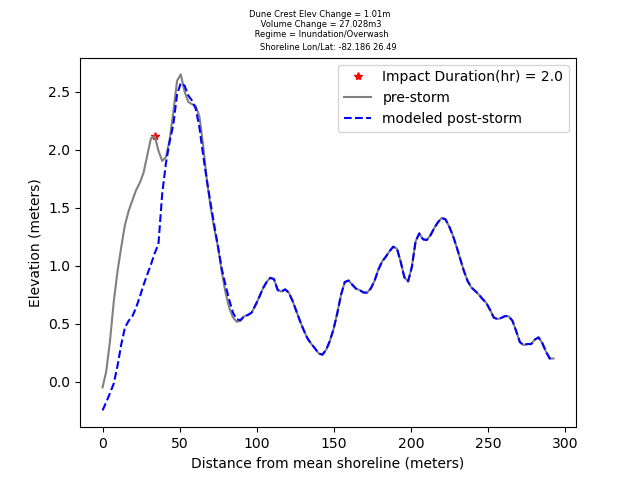 Dune Crest Elev Change = 1.01m
Volume Change = 27.028m3
Regime = Inundation/Overwash
Shoreline Lon/Lat: -82.186 26.49
Impact Duration(hr) = 2.0
pre-storm
modeled post-storm
Elevation (meters)
2.5
2.0
1.5
1.0
0.5
0.0
0 50 100 150 200 250 300
Distance from mean shoreline (meters)